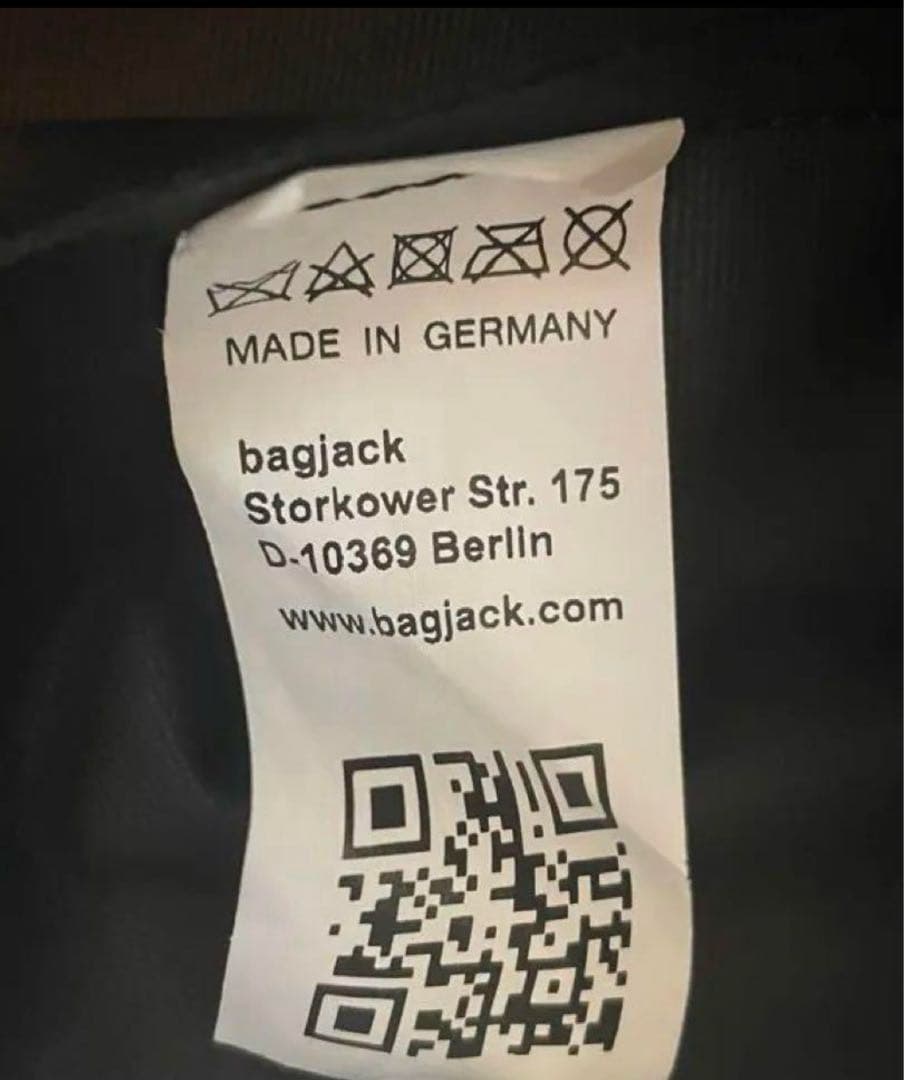 MADE IN GERMANY
bagjack
Storkower Str. 175
D-10369 Berlin
www.bagjack.com